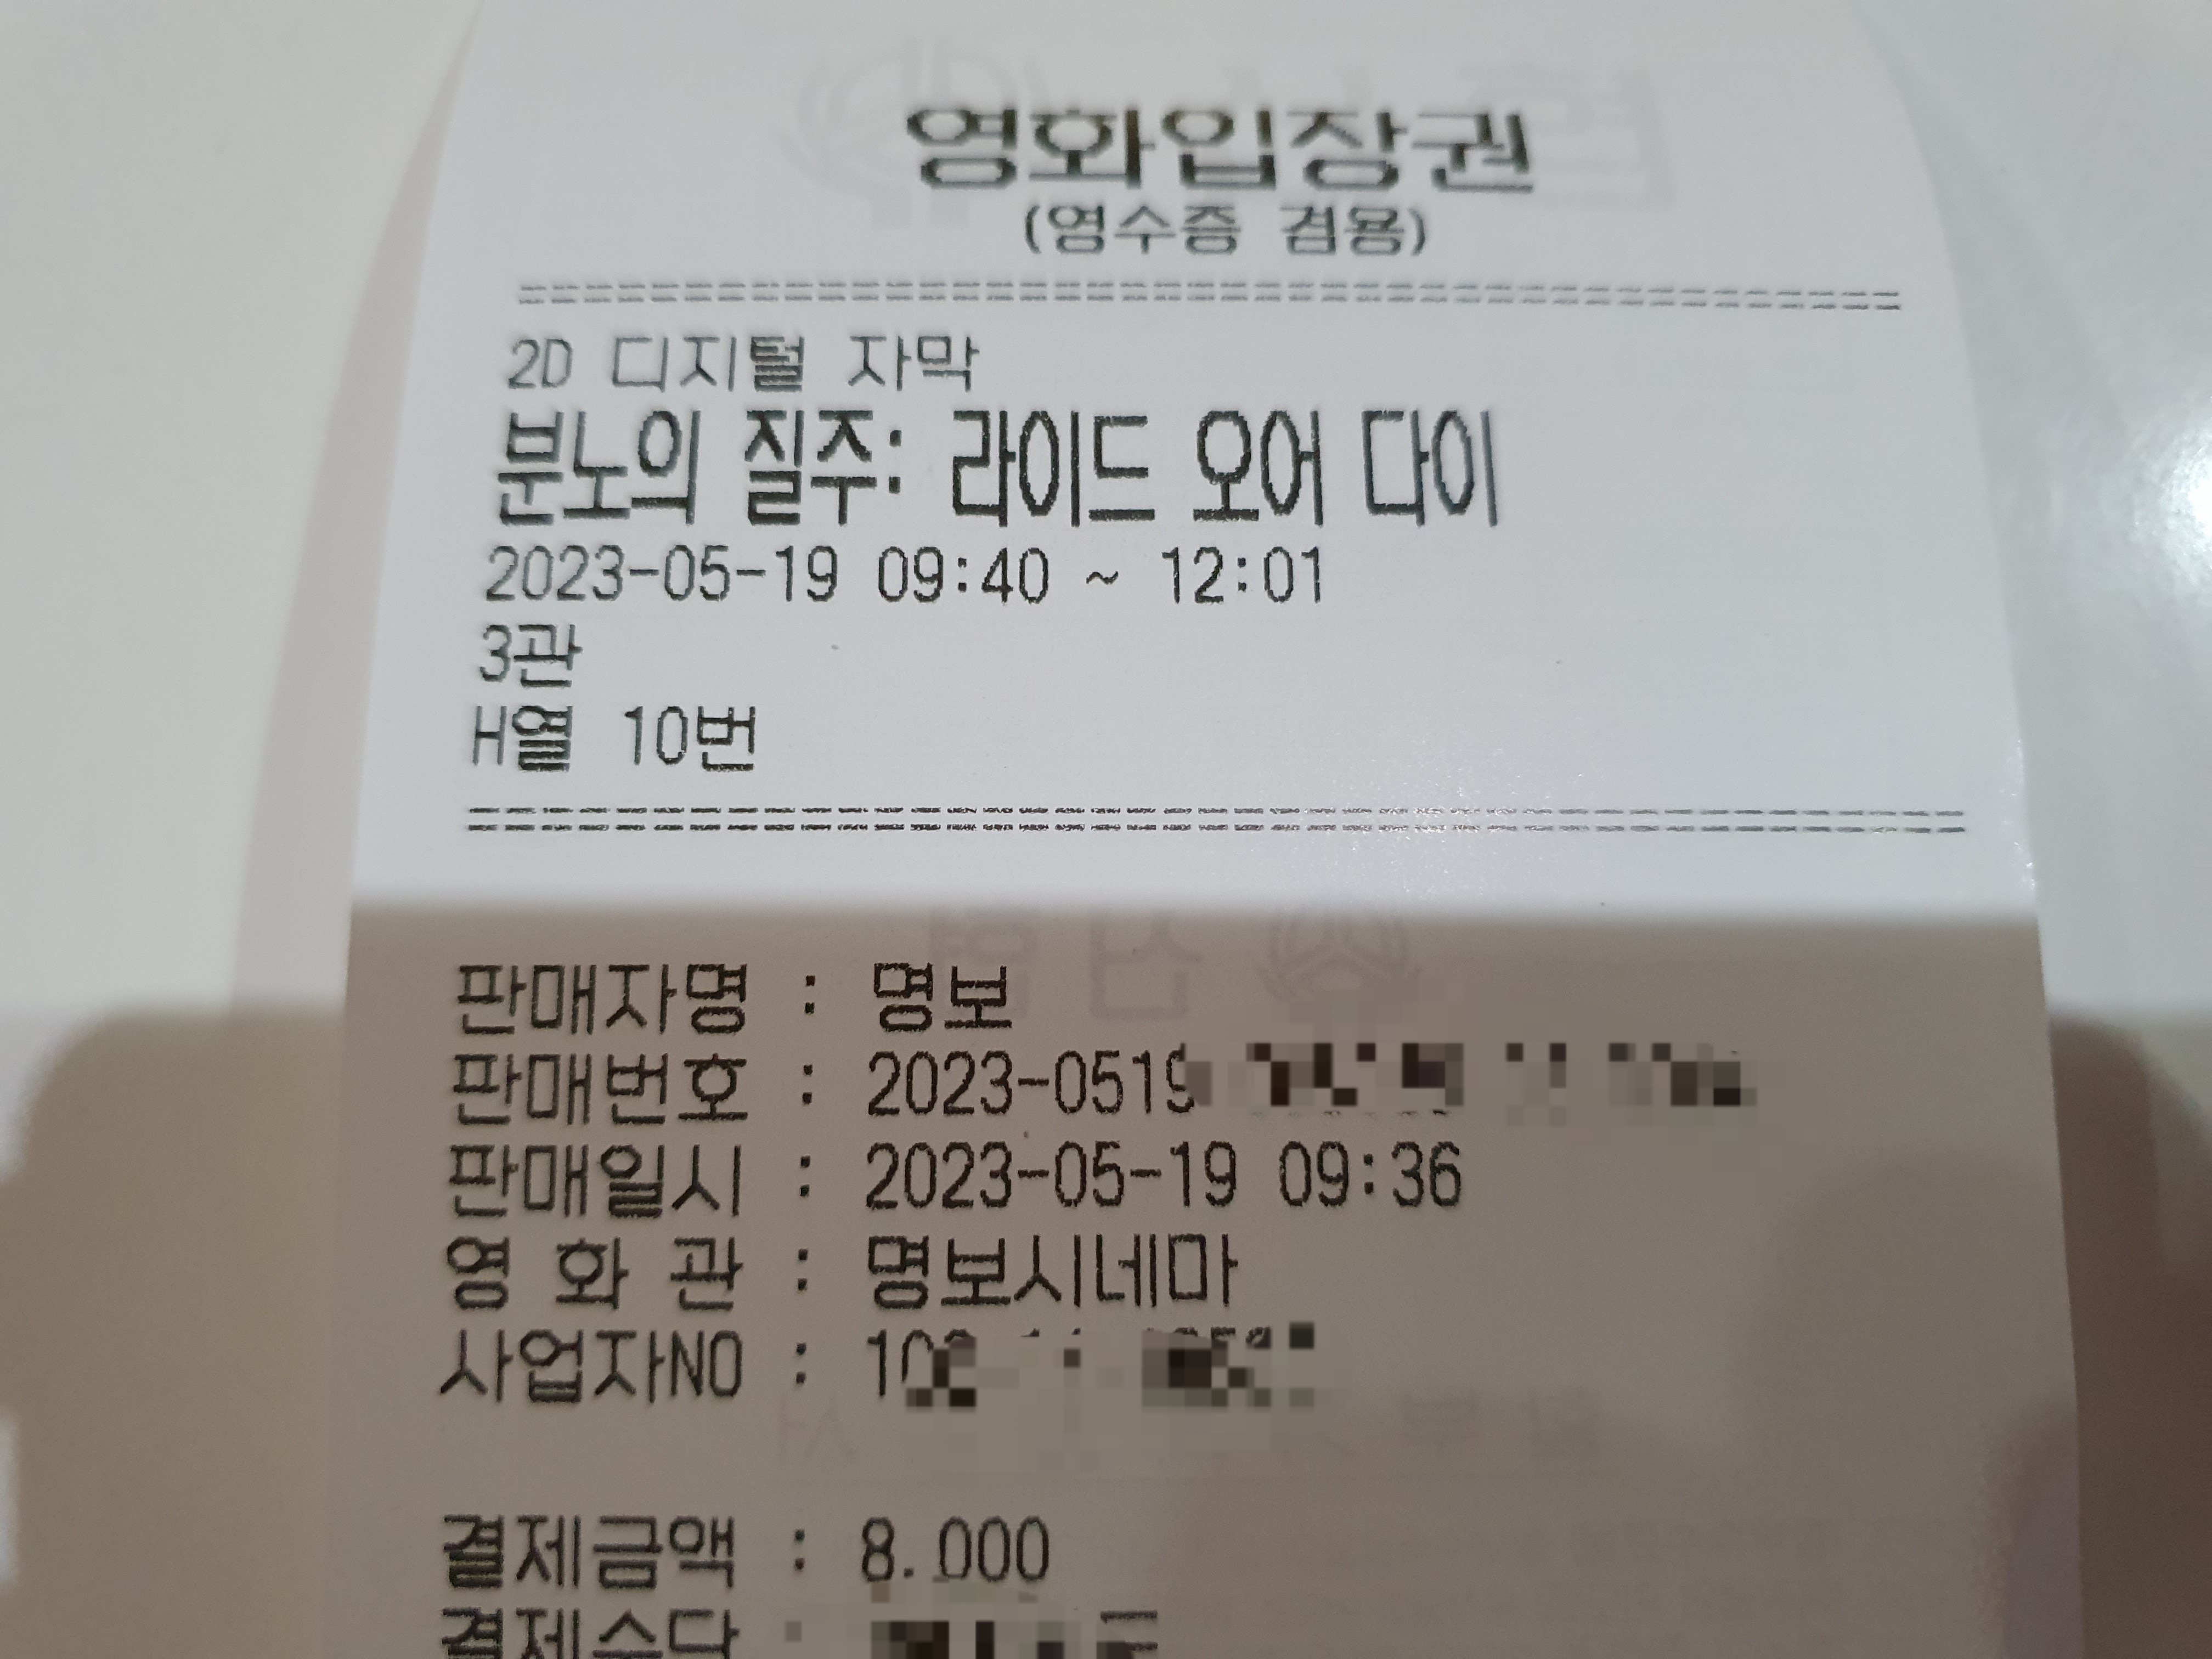 영화입장권
(영수증 겸용)
2D 디지털 자막
분노의 질주: 라이드 오어 다이
2023-05-19 09:40 ~ 12:01
3관
H열 10번
판매자명 : 명보
판매번호 : 2023-0519
판매일시 : 2023-05-19 09:36
영 화 관 : 명보시네마
사업자NO :
결제금액 : 8.000
결제수단 :